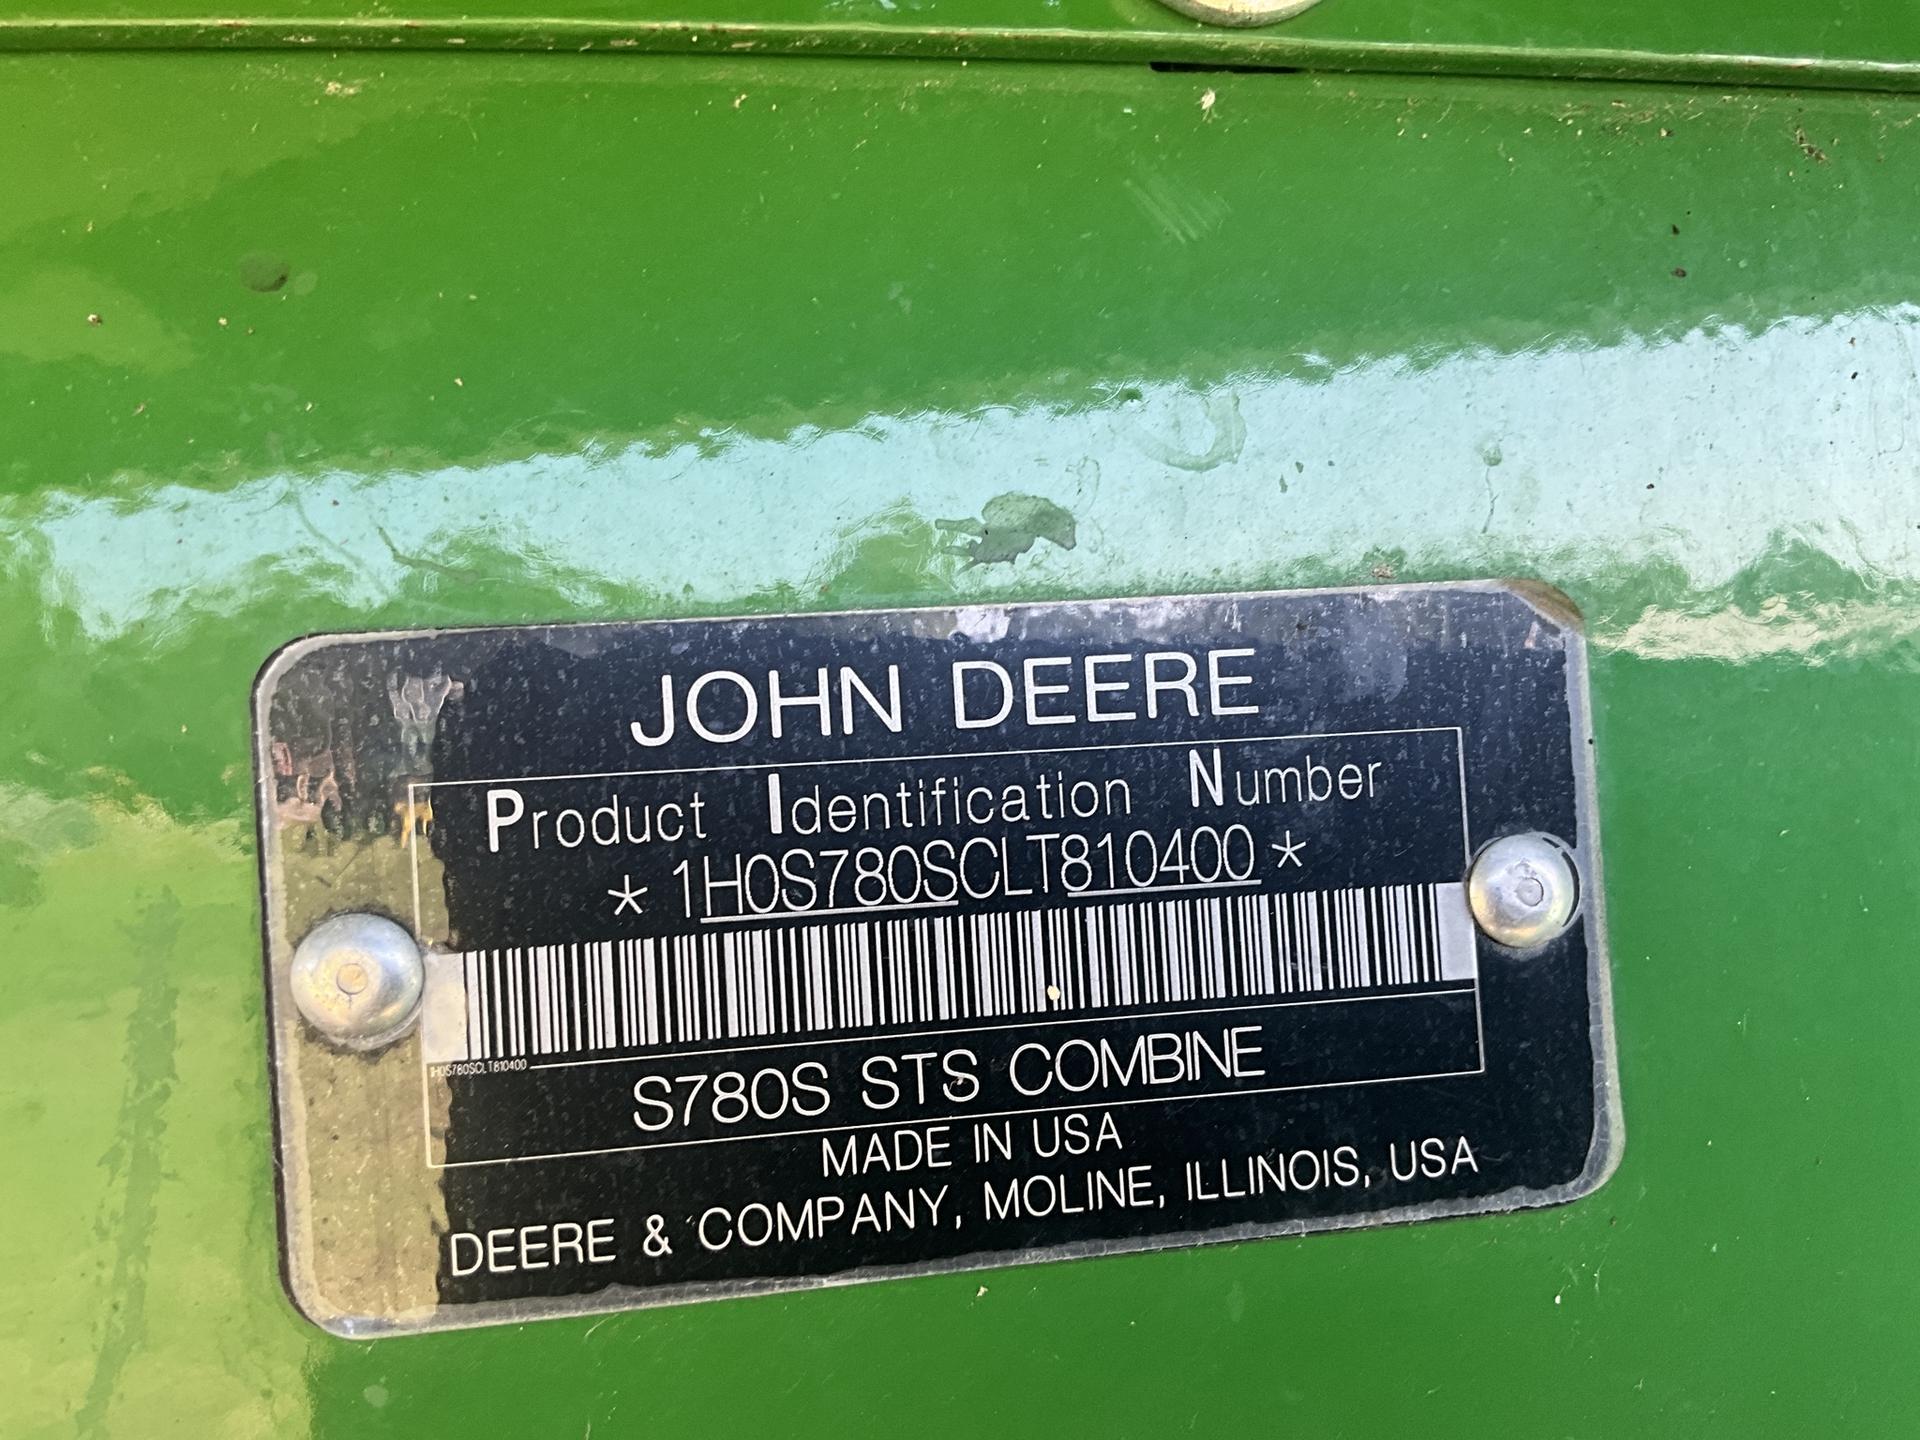 JOHN DEERE
Product Identification Number
* 1H0S780SCLT810400 *
1H0S780SCLT810400
S780S STS COMBINE
MADE IN USA
DEERE & COMPANY, MOLINE, ILLINOIS, USA